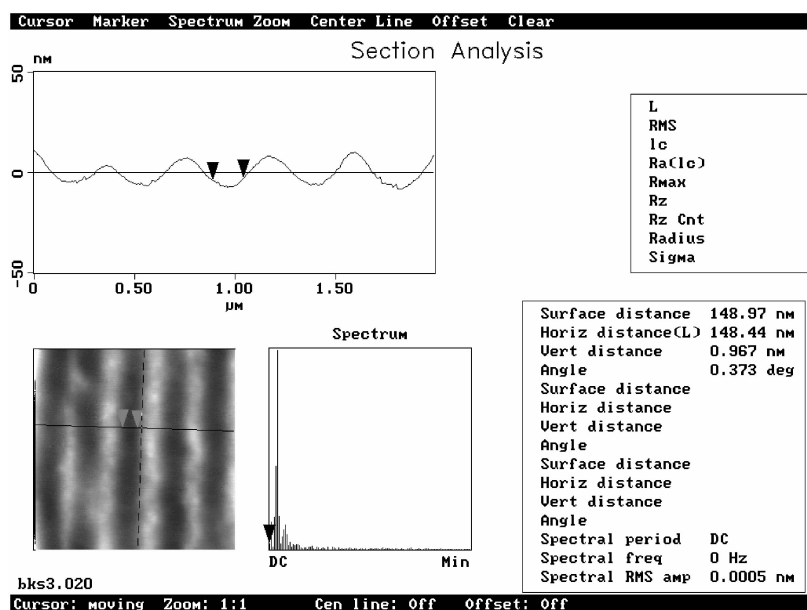 Cursor Marker Spectrum Zoom Center Line Offset Clear
Section Analysis
nm
50
0
-50
0 0.50 1.00 1.50
µm
L
RMS
lc
Ra(lc)
Rmax
Rz
Rz Cnt
Radius
Sigma
Spectrum
DC Min
Surface distance 148.97 nm
Horiz distance(L) 148.44 nm
Vert distance 0.967 nm
Angle 0.373 deg
Surface distance
Horiz distance
Vert distance
Angle
Surface distance
Horiz distance
Vert distance
Angle
Spectral period DC
Spectral freq 0 Hz
Spectral RMS amp 0.0005 nm
bks3.020
Cursor: moving Zoom: 1:1 Cen line: Off Offset: Off